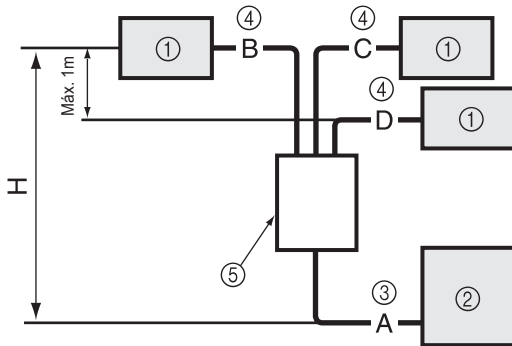 ④ ④
① B C ①
Máx. 1m
④
D ①
H
⑤
③
A ②